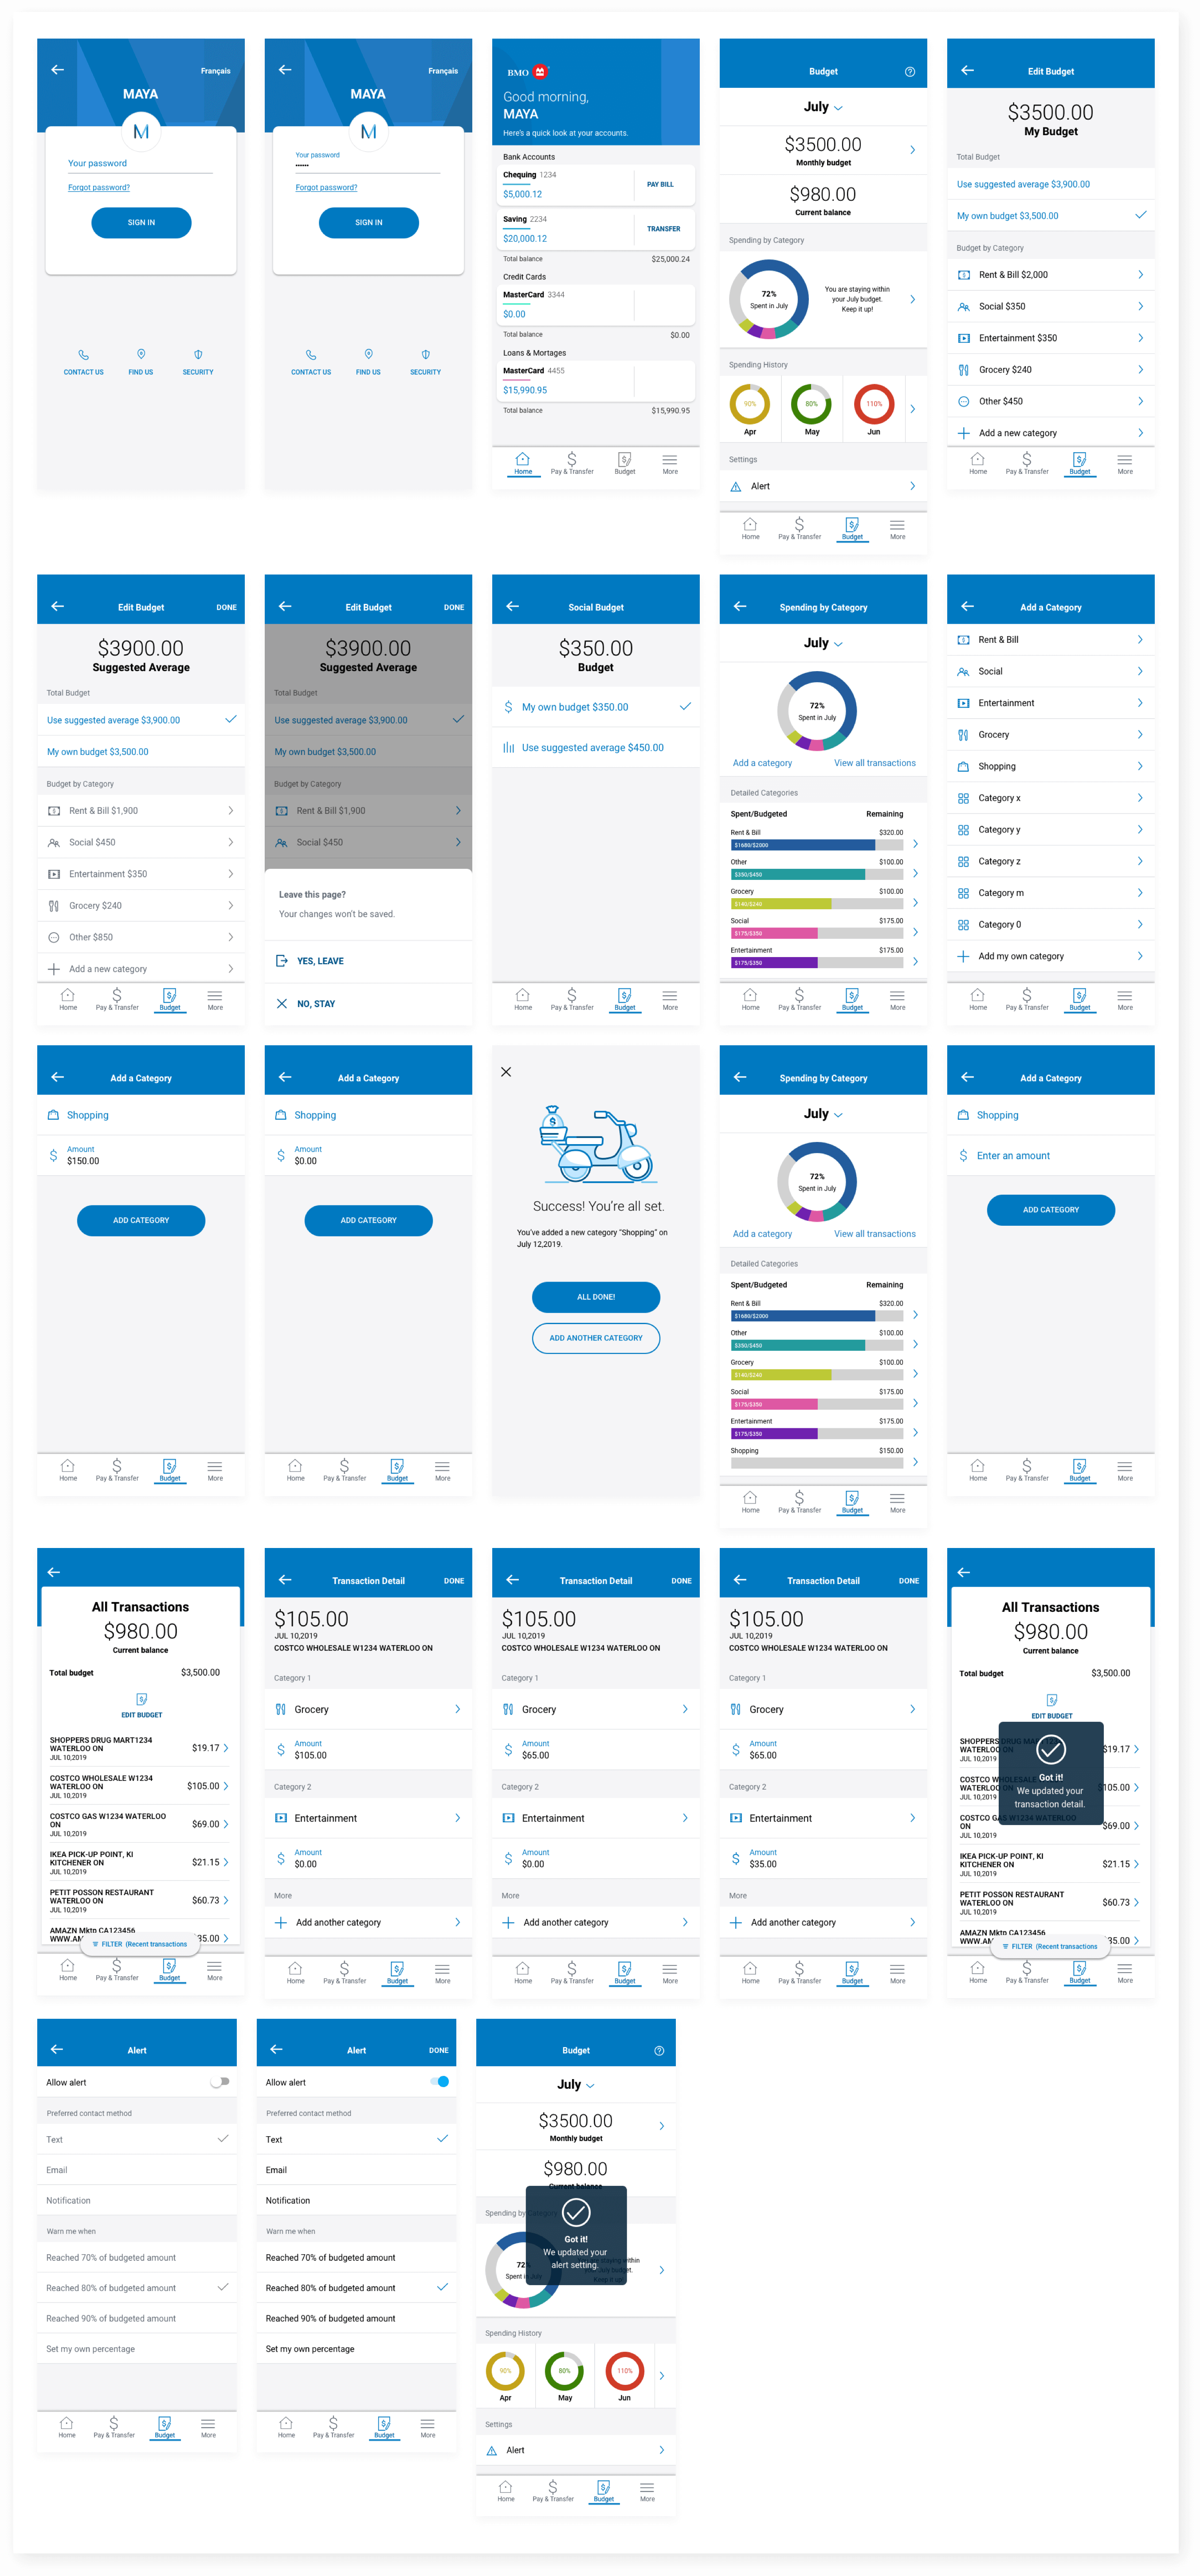 Français
MAYA
M
Your password
Forgot password?
SIGN IN
CONTACT US
FIND US
SECURITY
Français
MAYA
M
Your password
••••••
Forgot password?
SIGN IN
CONTACT US
FIND US
SECURITY
BMO
Good morning,
MAYA
Here's a quick look at your accounts.
Bank Accounts
Chequing 1234
$5,000.12
PAY BILL
Saving 2234
$20,000.12
TRANSFER
Total balance $25,000.24
Credit Cards
MasterCard 3344
$0.00
Total balance $0.00
Loans & Mortages
MasterCard 4455
$15,990.95
Total balance $15,990.95
Home Pay & Transfer Budget More
Budget
July
$3500.00
Monthly budget
$980.00
Current balance
Spending by Category
72%
Spent in July
You are staying within
your July budget.
Keep it up!
Spending History
90% 80% 110%
Apr May Jun
Settings
Alert
Home Pay & Transfer Budget More
Edit Budget
$3500.00
My Budget
Total Budget
Use suggested average $3,900.00
My own budget $3,500.00
Budget by Category
Rent & Bill $2,000
Social $350
Entertainment $350
Grocery $240
Other $450
Add a new category
Home Pay & Transfer Budget More
Edit Budget DONE
$3900.00
Suggested Average
Total Budget
Use suggested average $3,900.00
My own budget $3,500.00
Budget by Category
Rent & Bill $1,900
Social $450
Entertainment $350
Grocery $240
Other $850
Add a new category
Home Pay & Transfer Budget More
Edit Budget DONE
$3900.00
Suggested Average
Total Budget
Use suggested average $3,900.00
My own budget $3,500.00
Budget by Category
Rent & Bill $1,900
Social $450
Leave this page?
Your changes won't be saved.
YES, LEAVE
NO, STAY
Social Budget
$350.00
Budget
My own budget $350.00
Use suggested average $450.00
Home Pay & Transfer Budget More
Spending by Category
July
72%
Spent in July
Add a category View all transactions
Detailed Categories
Spent/Budgeted Remaining
Rent & Bill $320.00
$1680/$2000
Other $100.00
$350/$450
Grocery $100.00
$140/$240
Social $175.00
$175/$350
Entertainment $175.00
$175/$350
Home Pay & Transfer Budget More
Add a Category
Rent & Bill
Social
Entertainment
Grocery
Shopping
Category x
Category y
Category z
Category m
Category 0
Add my own category
Home Pay & Transfer Budget More
Add a Category
Shopping
Amount
$150.00
ADD CATEGORY
Home Pay & Transfer Budget More
Add a Category
Shopping
Amount
$0.00
ADD CATEGORY
Home Pay & Transfer Budget More
Success! You're all set.
You've added a new category "Shopping" on
July 12,2019.
ALL DONE!
ADD ANOTHER CATEGORY
Spending by Category
July
72%
Spent in July
Add a category View all transactions
Detailed Categories
Spent/Budgeted Remaining
Rent & Bill $320.00
$1680/$2000
Other $100.00
$350/$450
Grocery $100.00
$140/$240
Social $175.00
$175/$350
Entertainment $175.00
$175/$350
Shopping $150.00
Home Pay & Transfer Budget More
Add a Category
Shopping
Enter an amount
ADD CATEGORY
Home Pay & Transfer Budget More
All Transactions
$980.00
Current balance
Total budget $3,500.00
EDIT BUDGET
SHOPPERS DRUG MART1234
WATERLOO ON $19.17
JUL 10,2019
COSTCO WHOLESALE W1234
WATERLOO ON $105.00
JUL 10,2019
COSTCO GAS W1234 WATERLOO
ON $69.00
JUL 10,2019
IKEA PICK-UP POINT, KI
KITCHENER ON $21.15
JUL 10,2019
PETIT POSSON RESTAURANT
WATERLOO ON $60.73
JUL 10,2019
AMAZN Mktp CA123456
WWW.AM 35.00
FILTER (Recent transactions
Home Pay & Transfer Budget More
Transaction Detail DONE
$105.00
JUL 10,2019
COSTCO WHOLESALE W1234 WATERLOO ON
Category 1
Grocery
Amount
$105.00
Category 2
Entertainment
Amount
$0.00
More
Add another category
Home Pay & Transfer Budget More
Transaction Detail DONE
$105.00
JUL 10,2019
COSTCO WHOLESALE W1234 WATERLOO ON
Category 1
Grocery
Amount
$65.00
Category 2
Entertainment
Amount
$0.00
More
Add another category
Home Pay & Transfer Budget More
Transaction Detail DONE
$105.00
JUL 10,2019
COSTCO WHOLESALE W1234 WATERLOO ON
Category 1
Grocery
Amount
$65.00
Category 2
Entertainment
Amount
$35.00
More
Add another category
Home Pay & Transfer Budget More
All Transactions
$980.00
Current balance
Total budget $3,500.00
EDIT BUDGET
SHOPPERS DRUG MA
WATERLOO ON $19.17
JUL 10,2019
COSTCO WHOLESALE
WATERLOO ON 105.00
JUL 10,2019
COSTCO GAS W1234 WATERLOO
ON $69.00
JUL 10,2019
Got it!
We updated your
transaction detail.
IKEA PICK-UP POINT, KI
KITCHENER ON $21.15
JUL 10,2019
PETIT POSSON RESTAURANT
WATERLOO ON $60.73
JUL 10,2019
AMAZN Mktp CA123456
WWW.AM 35.00
FILTER (Recent transactions
Home Pay & Transfer Budget More
Alert
Allow alert
Preferred contact method
Text
Email
Notification
Warn me when
Reached 70% of budgeted amount
Reached 80% of budgeted amount
Reached 90% of budgeted amount
Set my own percentage
Home Pay & Transfer Budget More
Alert DONE
Allow alert
Preferred contact method
Text
Email
Notification
Warn me when
Reached 70% of budgeted amount
Reached 80% of budgeted amount
Reached 90% of budgeted amount
Set my own percentage
Home Pay & Transfer Budget More
Budget
July
$3500.00
Monthly budget
$980.00
Current balance
Spending by
Got it!
We updated your
alert setting.
72%
Spent in July
within
budget.
Spending History
90% 80% 110%
Apr May Jun
Settings
Alert
Home Pay & Transfer Budget More